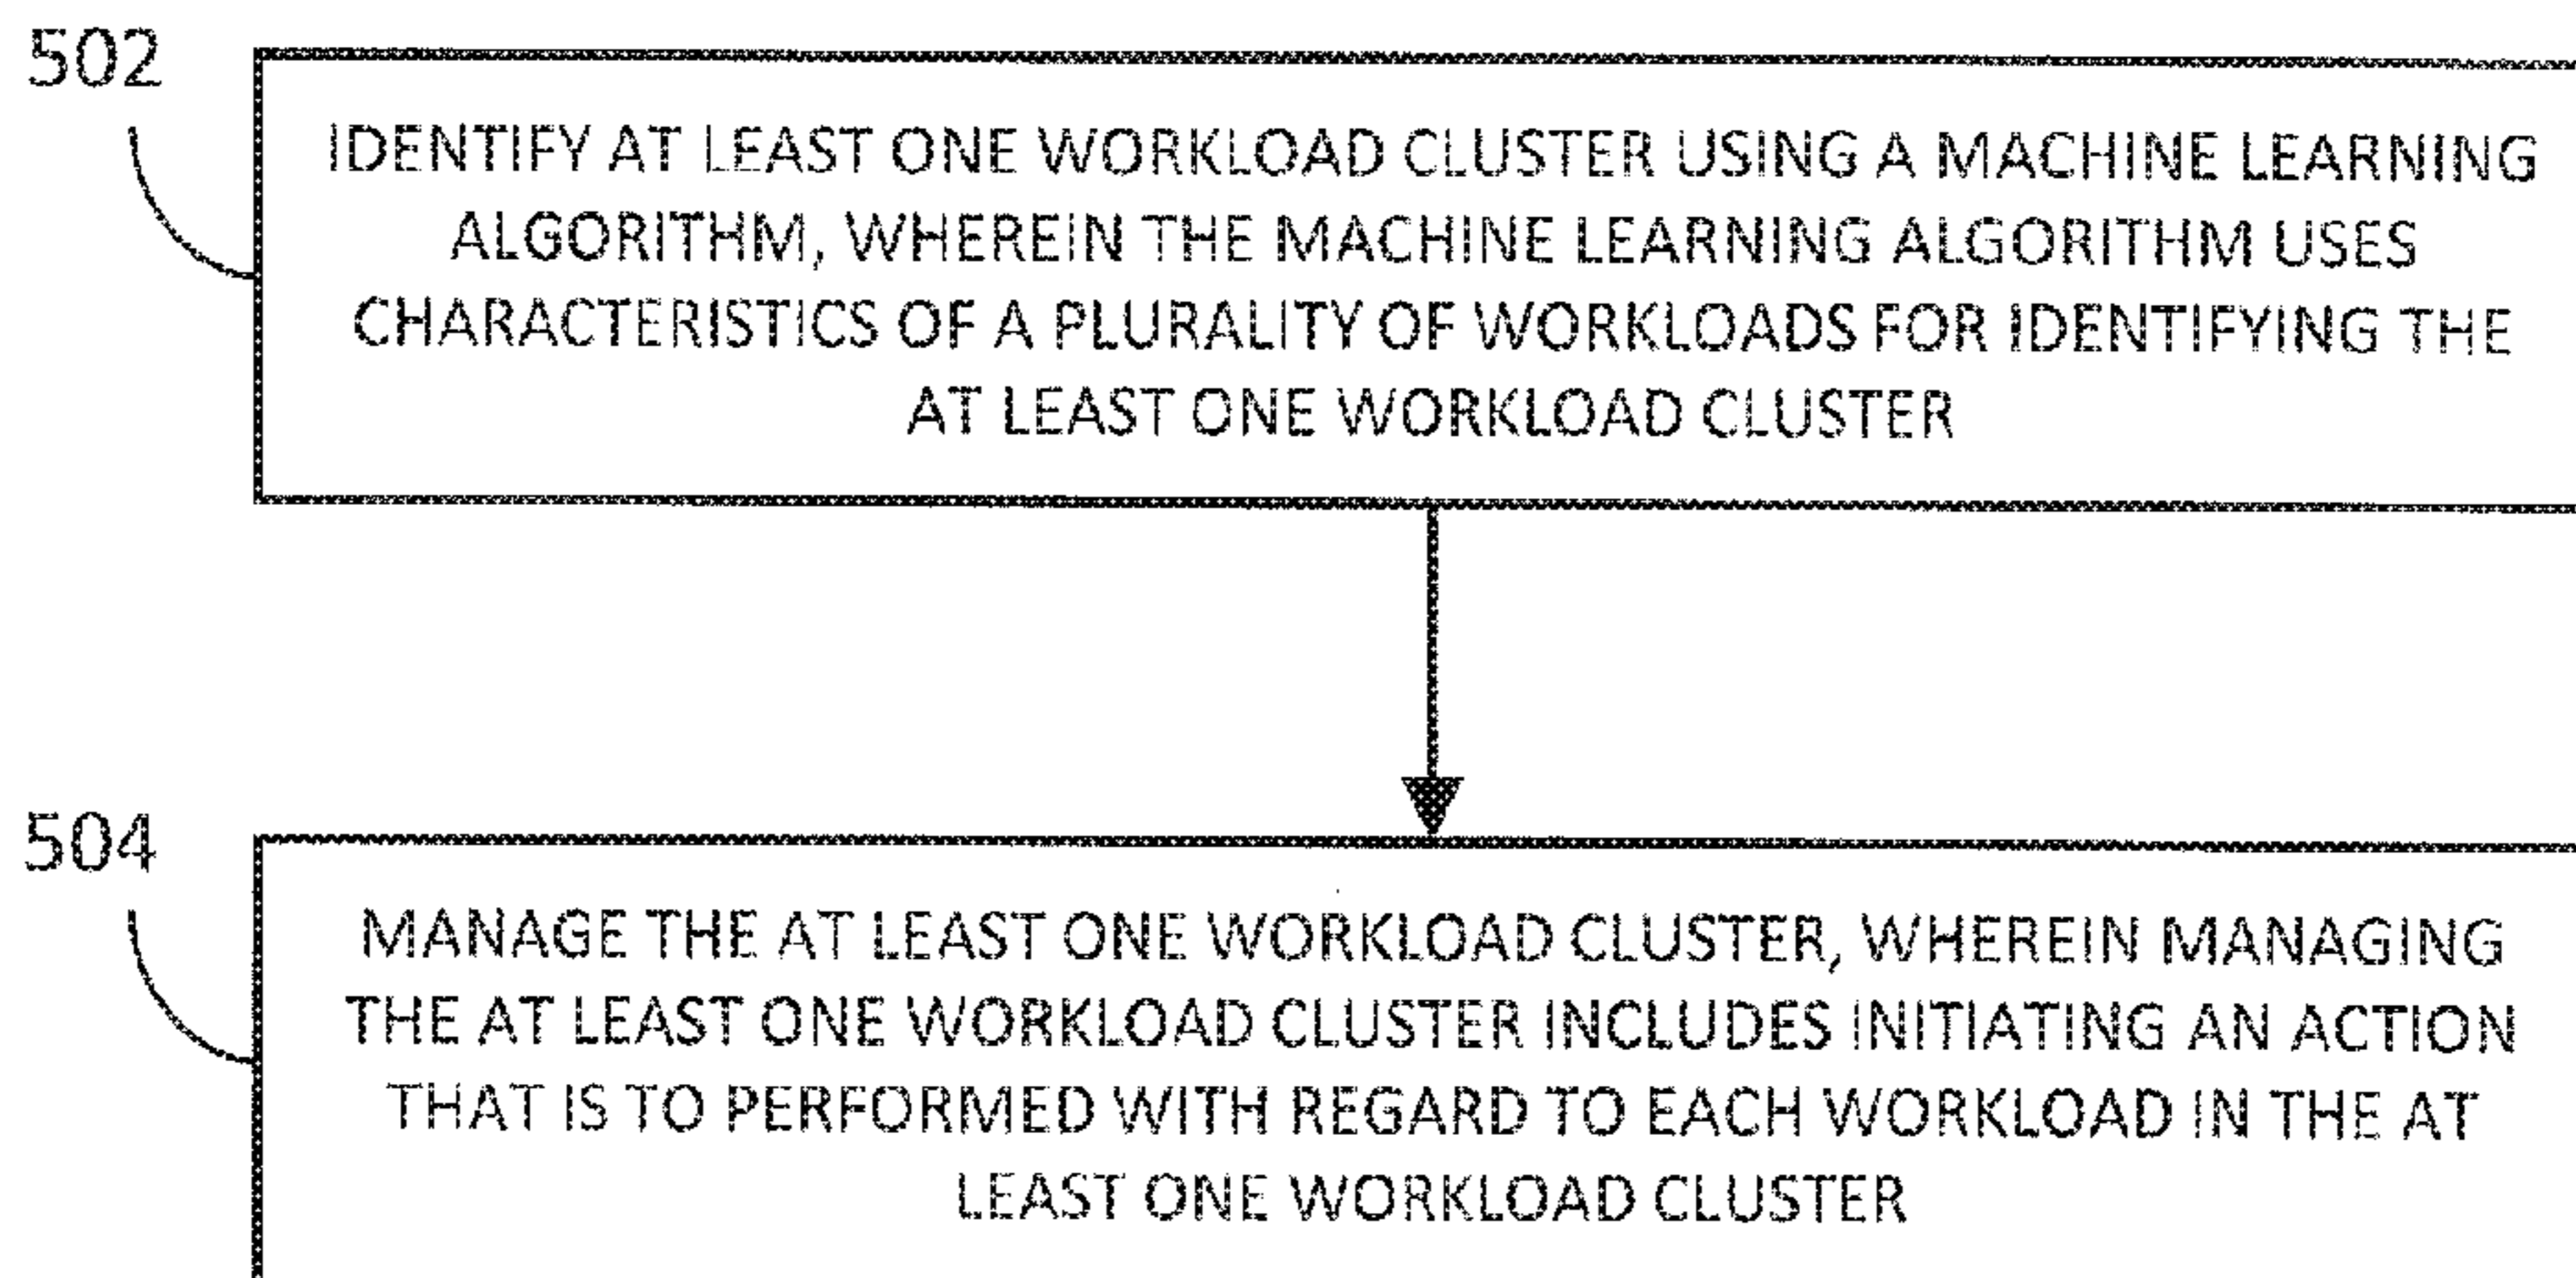 502
IDENTIFY AT LEAST ONE WORKLOAD CLUSTER USING A MACHINE LEARNING
ALGORITHM, WHEREIN THE MACHINE LEARNING ALGORITHM USES
CHARACTERISTICS OF A PLURALITY OF WORKLOADS FOR IDENTIFYING THE
AT LEAST ONE WORKLOAD CLUSTER
504
MANAGE THE AT LEAST ONE WORKLOAD CLUSTER, WHEREIN MANAGING
THE AT LEAST ONE WORKLOAD CLUSTER INCLUDES INITIATING AN ACTION
THAT IS TO PERFORMED WITH REGARD TO EACH WORKLOAD IN THE AT
LEAST ONE WORKLOAD CLUSTER